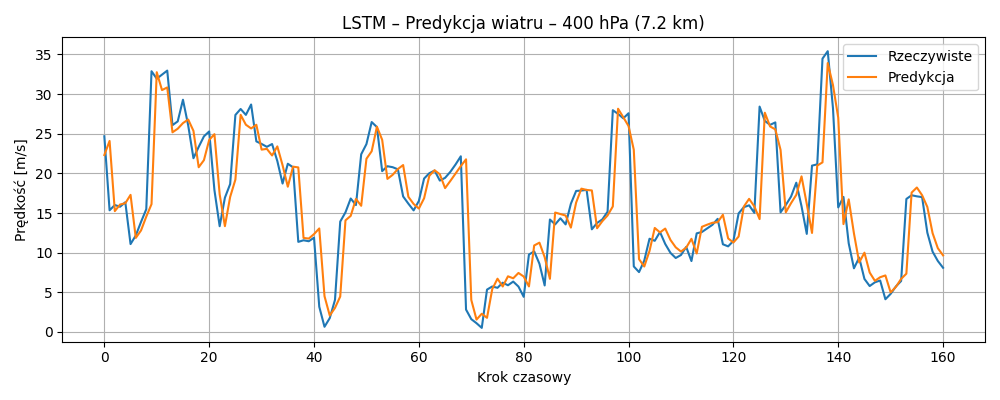 LSTM – Predykcja wiatru – 400 hPa (7.2 km)
Prędkość [m/s]
35
30
25
20
15
10
5
0
Rzeczywiste
Predykcja
0 20 40 60 80 100 120 140 160
Krok czasowy